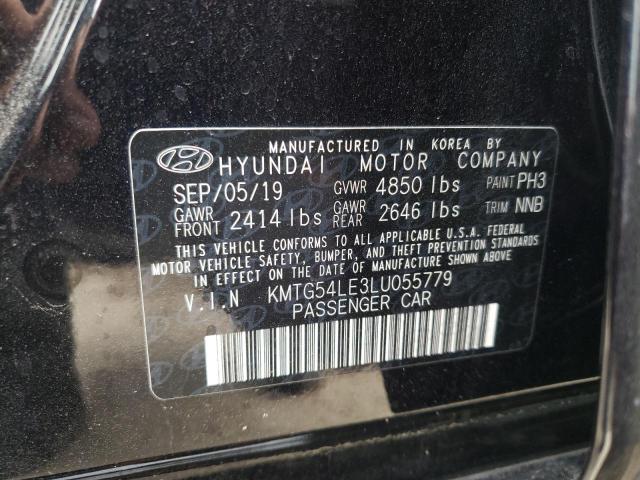 MANUFACTURED IN KOREA BY
HYUNDAI MOTOR COMPANY
SEP/05/19 GVWR 4850 lbs PAINT PH3
GAWR FRONT 2414 lbs GAWR REAR 2646 lbs TRIM NNB
THIS VEHICLE CONFORMS TO ALL APPLICABLE U.S.A. FEDERAL
MOTOR VEHICLE SAFETY, BUMPER, AND THEFT PREVENTION STANDARDS
IN EFFECT ON THE DATE OF MANUFACTURE SHOWN ABOVE.
V.I.N KMTG54LE3LU055779
PASSENGER CAR